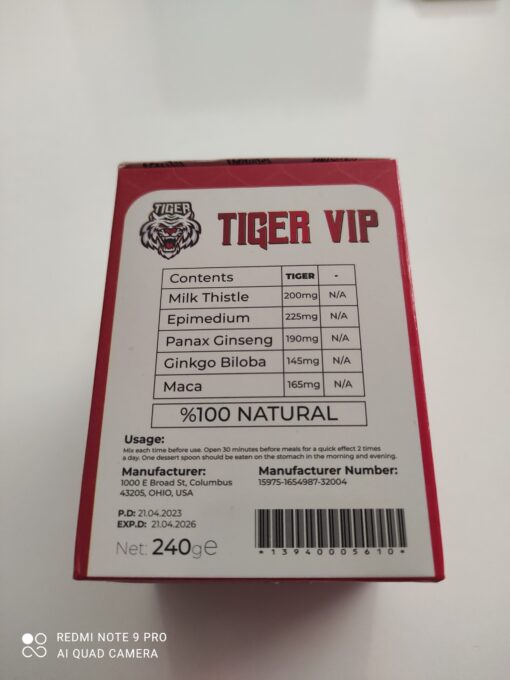 TIGER
TIGER VIP
Contents TIGER -
Milk Thistle 200mg N/A
Epimedium 225mg N/A
Panax Ginseng 190mg N/A
Ginkgo Biloba 145mg N/A
Maca 165mg N/A
%100 NATURAL
Usage:
Mix each time before use. Open 30 minutes before meals for a quick effect 2 times
a day. One dessert spoon should be eaten on the stomach in the morning and evening.
Manufacturer:
1000 E Broad St, Columbus
43205, OHIO, USA
Manufacturer Number:
15975-1654987-32004
P.D: 21.04.2023
EXP.D: 21.04.2026
Net: 240g℮
*13940005610*
REDMI NOTE 9 PRO
AI QUAD CAMERA